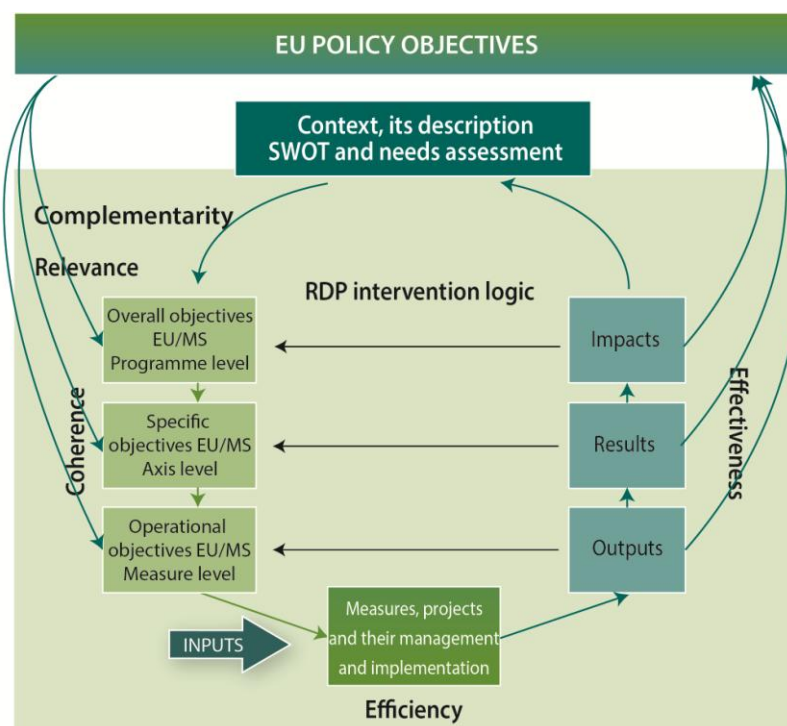 EU POLICY OBJECTIVES
Context, its description
SWOT and needs assessment
Complementarity
Relevance
RDP intervention logic
Overall objectives
EU/MS
Programme level
Impacts
Coherence
Specific
objectives EU/MS
Axis level
Results
Effectiveness
Operational
objectives EU/MS
Measure level
Outputs
INPUTS
Measures, projects
and their management
and implementation
Efficiency